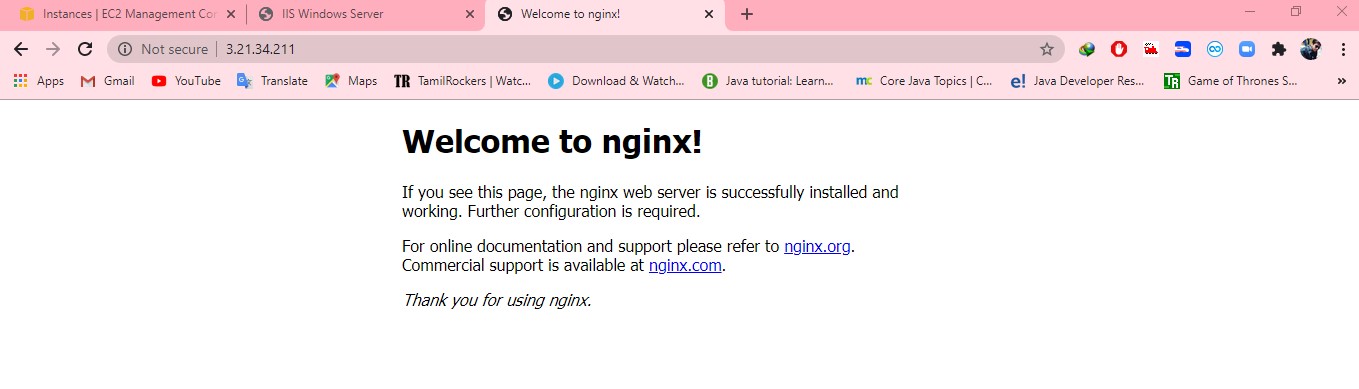 Instances | EC2 Management Cor
IIS Windows Server
Welcome to nginx!
Not secure | 3.21.34.211
Apps
Gmail
YouTube
Translate
Maps
TR TamilRockers | Watc...
Download & Watch...
Java tutorial: Learn...
mc Core Java Topics | C...
e! Java Developer Res...
TR Game of Thrones S...
»
Welcome to nginx!
If you see this page, the nginx web server is successfully installed and
working. Further configuration is required.
For online documentation and support please refer to nginx.org.
Commercial support is available at nginx.com.
Thank you for using nginx.